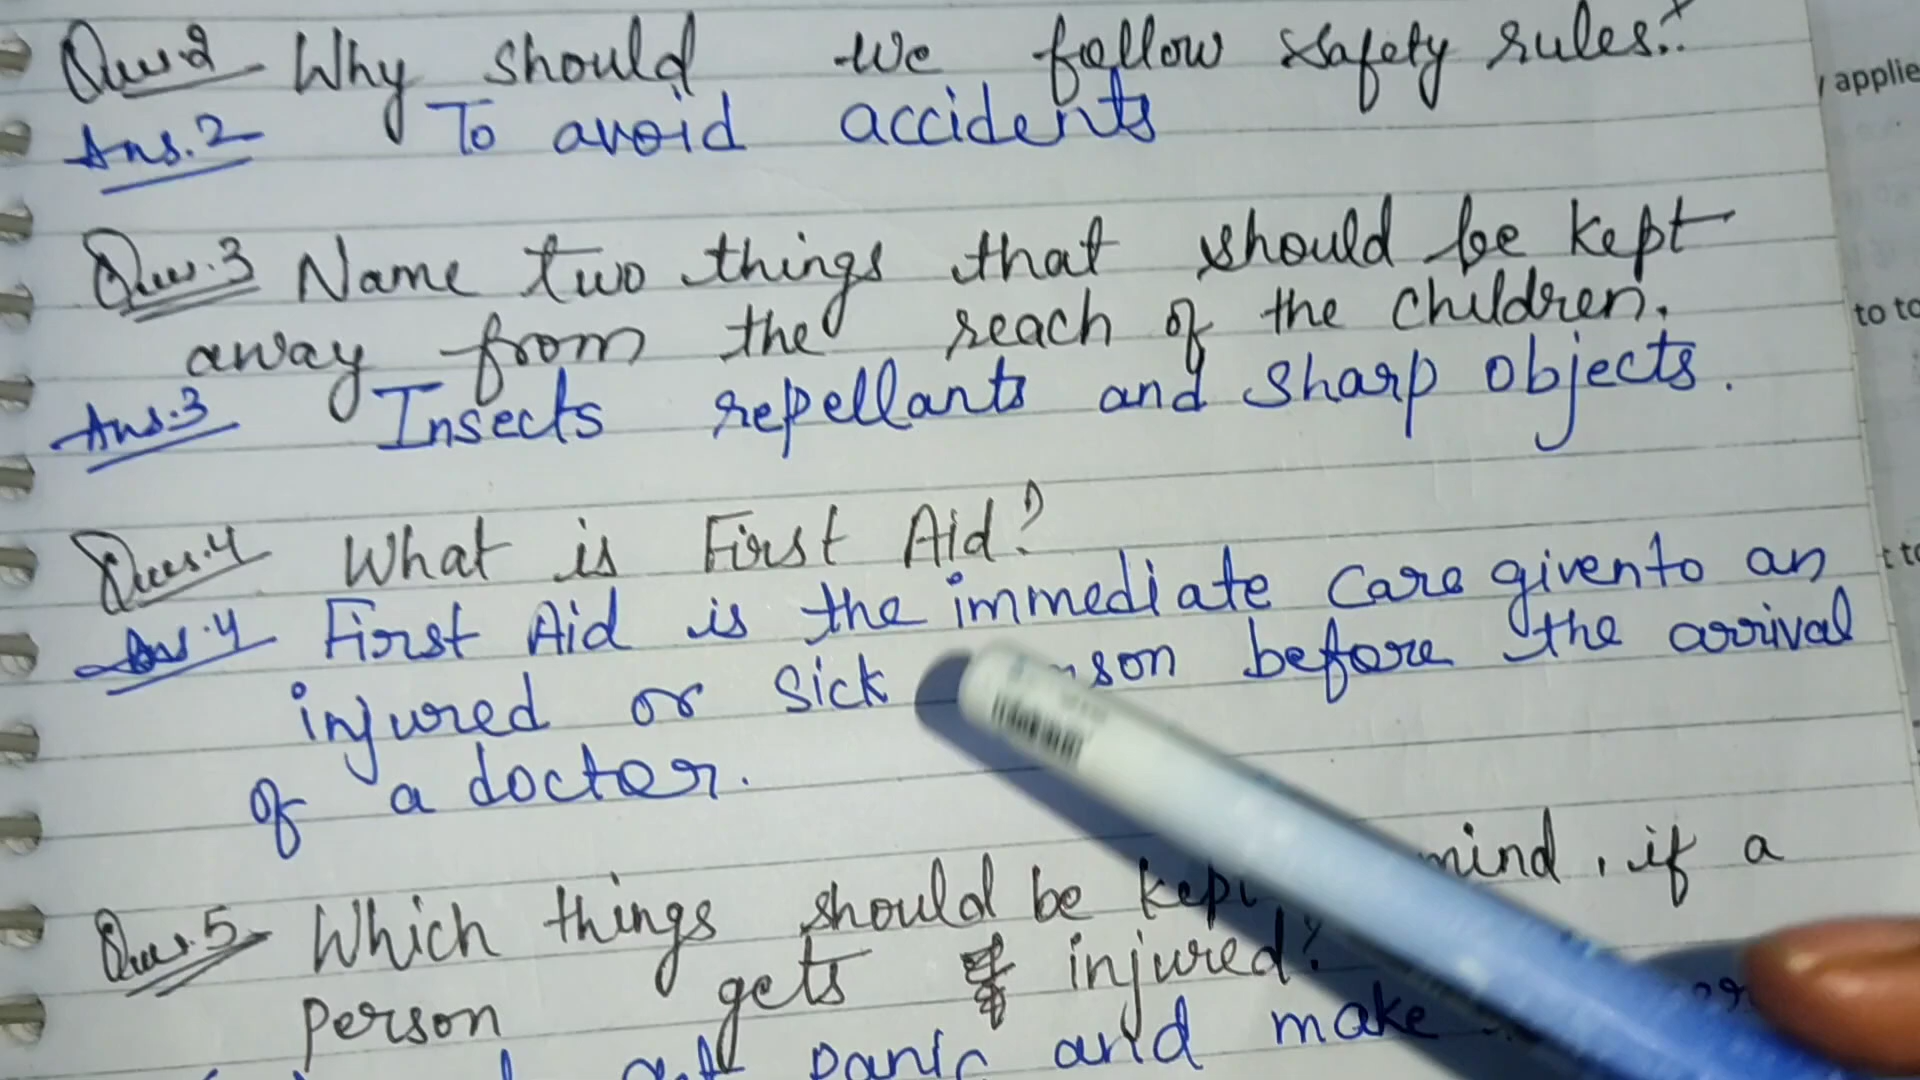 Ques.2 Why should we follow safety rules?
Ans.2 To avoid accidents
Ques.3 Name two things that should be kept
away from the reach of the children.
Ans.3 Insects repellants and sharp objects.
Ques.4 What is First Aid?
Ans.4 First Aid is the immediate care given to an
injured or sick before the arrival
of a doctor.
Ques.5 Which things should be mind, if a
person gets injured?
panic and make
applie
to to